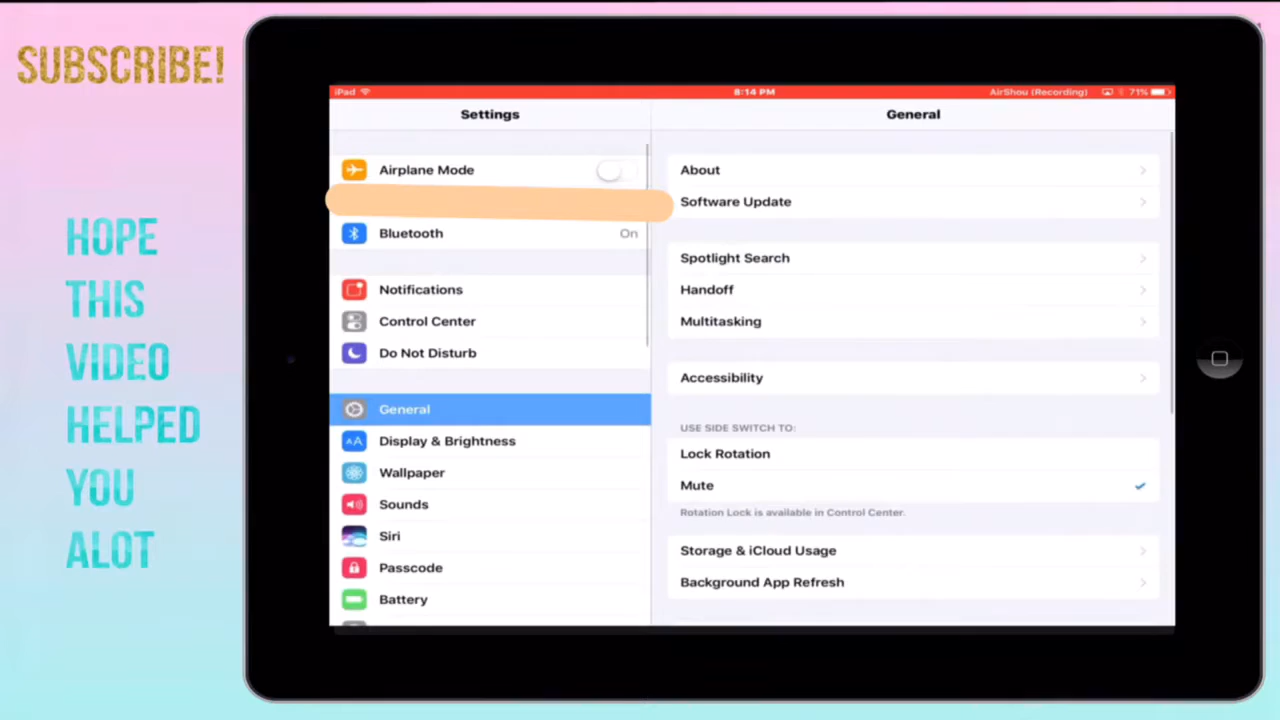 SUBSCRIBE!
HOPE
THIS
VIDEO
HELPED
YOU
ALOT
iPad 8:14 PM AirShou (Recording) 71%
Settings
General
Airplane Mode
Bluetooth On
Notifications
Control Center
Do Not Disturb
General
Display & Brightness
AA
Wallpaper
Sounds
Siri
Passcode
Battery
About
Software Update
Spotlight Search
Handoff
Multitasking
Accessibility
USE SIDE SWITCH TO:
Lock Rotation
Mute
Rotation Lock is available in Control Center.
Storage & iCloud Usage
Background App Refresh